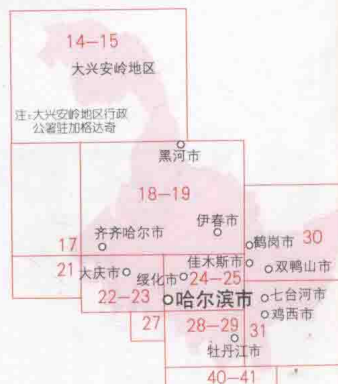 14－15
大兴安岭地区
注:大兴安岭地区行政
公署驻加格达奇
黑河市
18－19
伊春市
齐齐哈尔市
鹤岗市
30
17
佳木斯市
21
大庆市
绥化市
24－25
双鸭山市
22－23
哈尔滨市
七台河市
27
28－29
31
鸡西市
牡丹江市
40－41